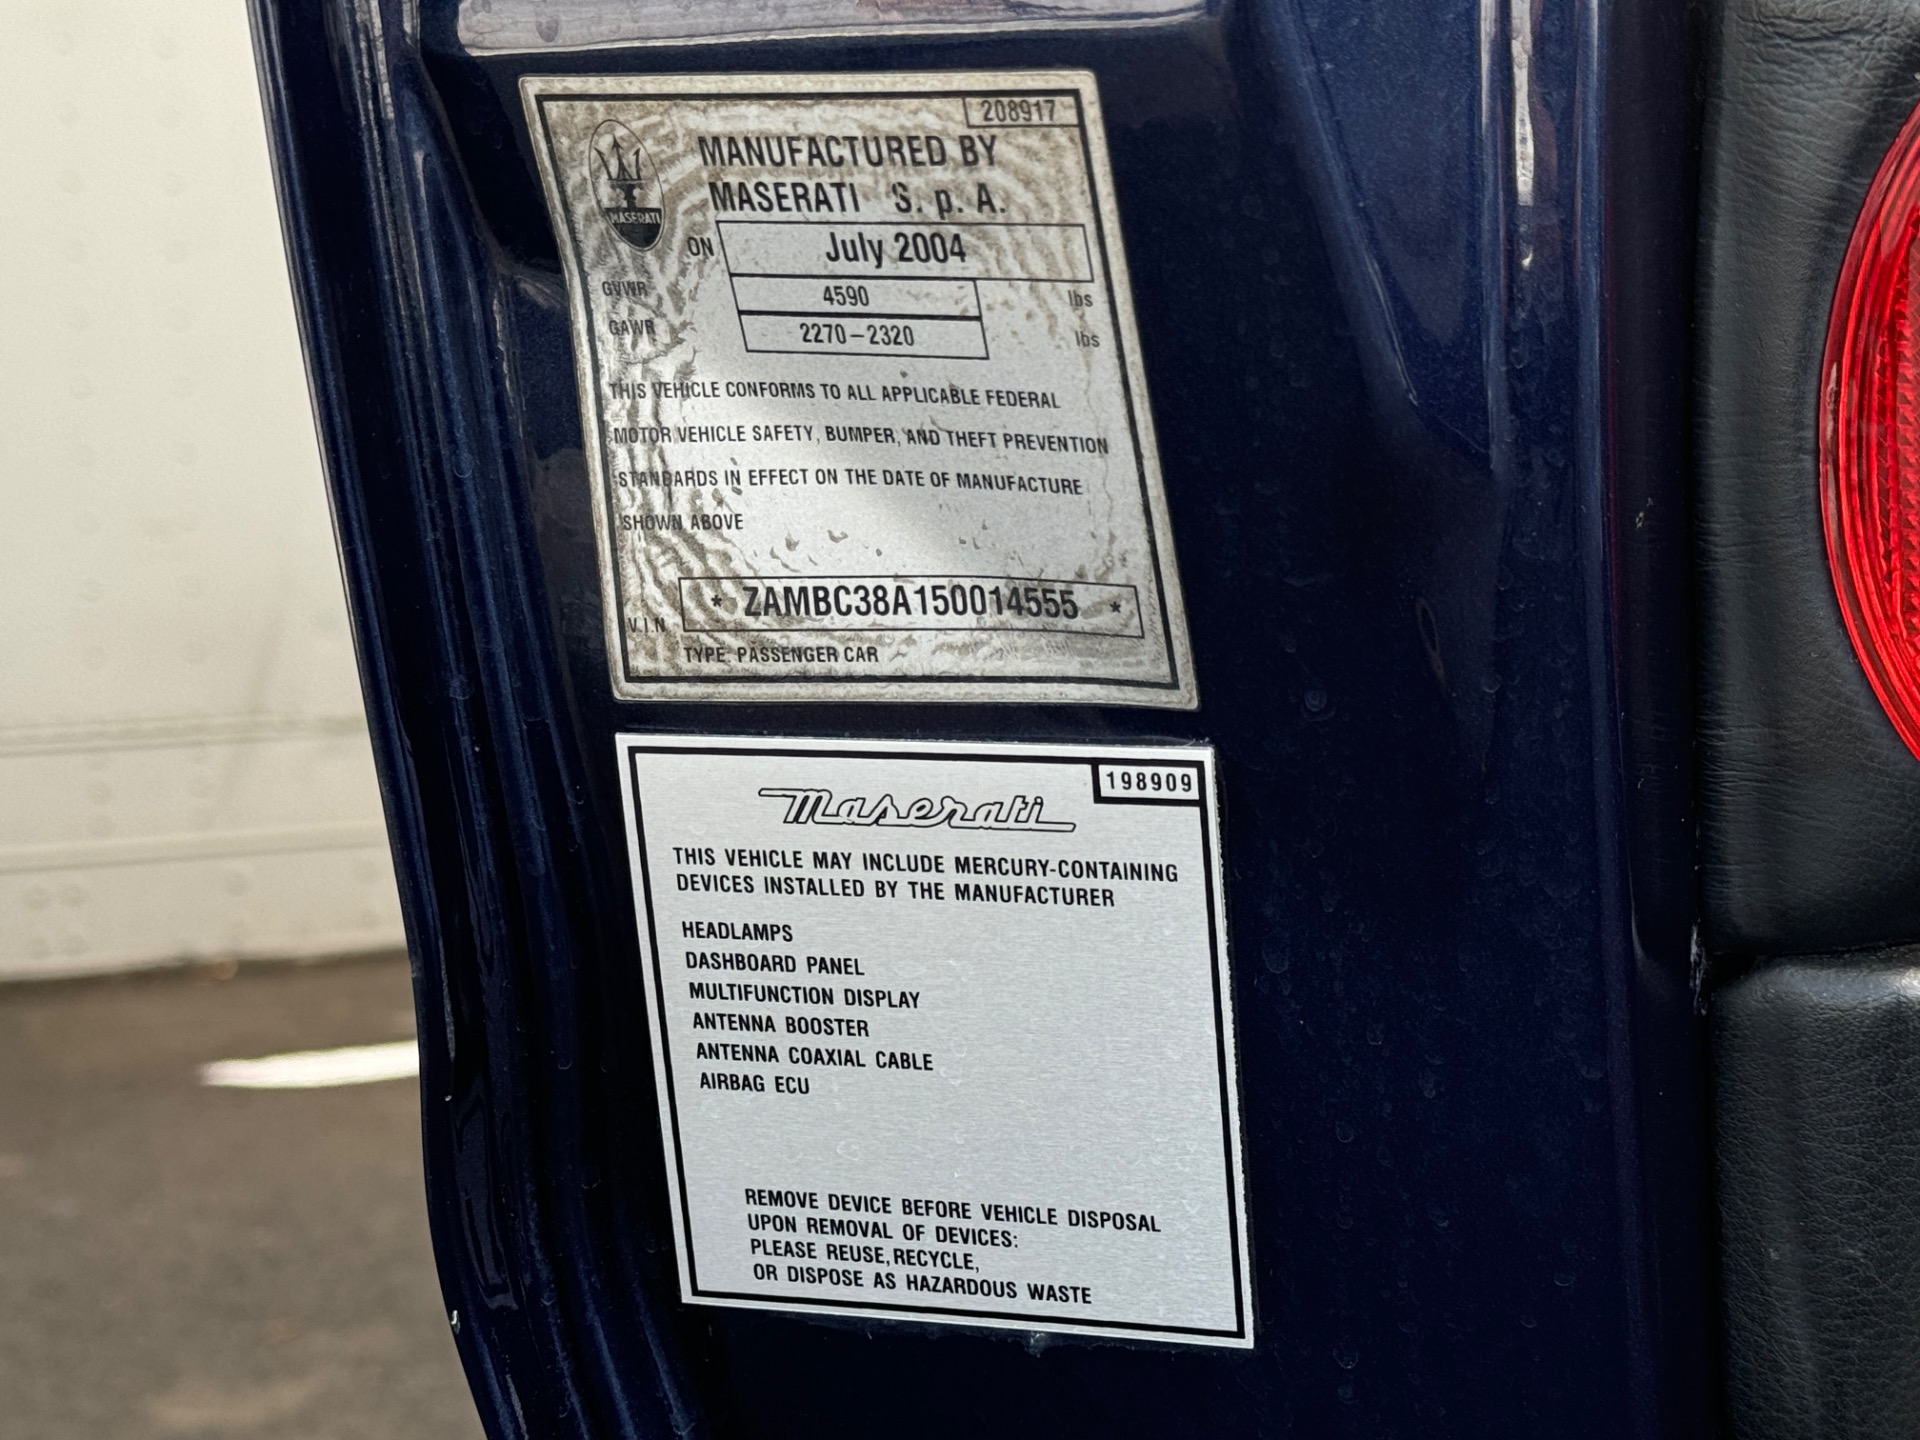 208917
MANUFACTURED BY
MASERATI S. p. A.
MASERATI
ON July 2004
GVWR 4590 lbs
GAWR 2270-2320 lbs
THIS VEHICLE CONFORMS TO ALL APPLICABLE FEDERAL
MOTOR VEHICLE SAFETY, BUMPER, AND THEFT PREVENTION
STANDARDS IN EFFECT ON THE DATE OF MANUFACTURE
SHOWN ABOVE
V.I.N. * ZAMBC38A150014555 *
TYPE: PASSENGER CAR
198909
Maserati
THIS VEHICLE MAY INCLUDE MERCURY-CONTAINING
DEVICES INSTALLED BY THE MANUFACTURER
HEADLAMPS
DASHBOARD PANEL
MULTIFUNCTION DISPLAY
ANTENNA BOOSTER
ANTENNA COAXIAL CABLE
AIRBAG ECU
REMOVE DEVICE BEFORE VEHICLE DISPOSAL
UPON REMOVAL OF DEVICES:
PLEASE REUSE, RECYCLE,
OR DISPOSE AS HAZARDOUS WASTE